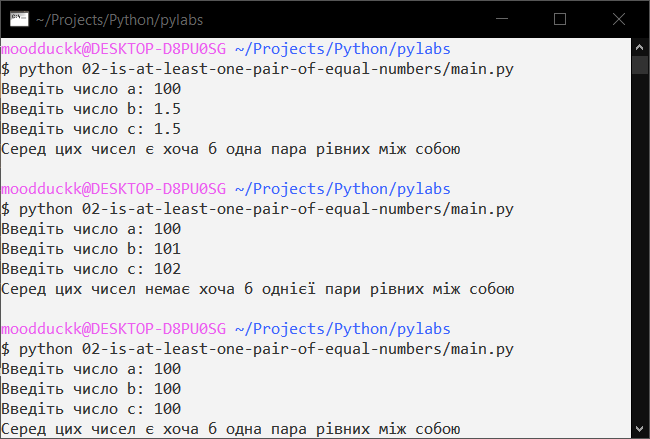 ~/Projects/Python/pylabs
moodduckk@DESKTOP-D8PU0SG ~/Projects/Python/pylabs
$ python 02-is-at-least-one-pair-of-equal-numbers/main.py
Введіть число a: 100
Введіть число b: 1.5
Введіть число c: 1.5
Серед цих чисел є хоча б одна пара рівних між собою
moodduckk@DESKTOP-D8PU0SG ~/Projects/Python/pylabs
$ python 02-is-at-least-one-pair-of-equal-numbers/main.py
Введіть число a: 100
Введіть число b: 101
Введіть число c: 102
Серед цих чисел немає хоча б однієї пари рівних між собою
moodduckk@DESKTOP-D8PU0SG ~/Projects/Python/pylabs
$ python 02-is-at-least-one-pair-of-equal-numbers/main.py
Введіть число a: 100
Введіть число b: 100
Введіть число c: 100
Серед цих чисел є хоча б одна пара рівних між собою